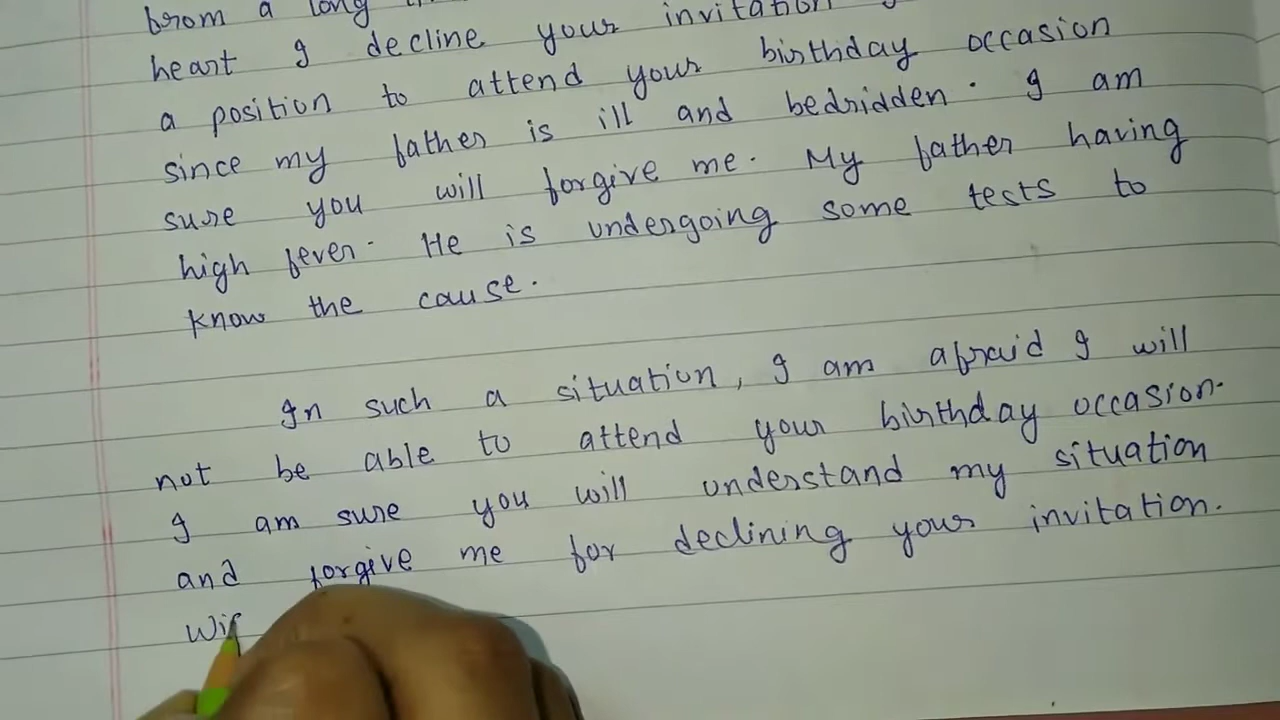 from a long
heart I decline your invitation
a position to attend your birthday occasion
since my father is ill and bedridden. I am
sure you will forgive me. My father having
high fever. He is undergoing some tests to
know the cause.
In such a situation, I am afraid I will
not be able to attend your birthday occasion.
I am sure you will understand my situation
and forgive me for declining your invitation.